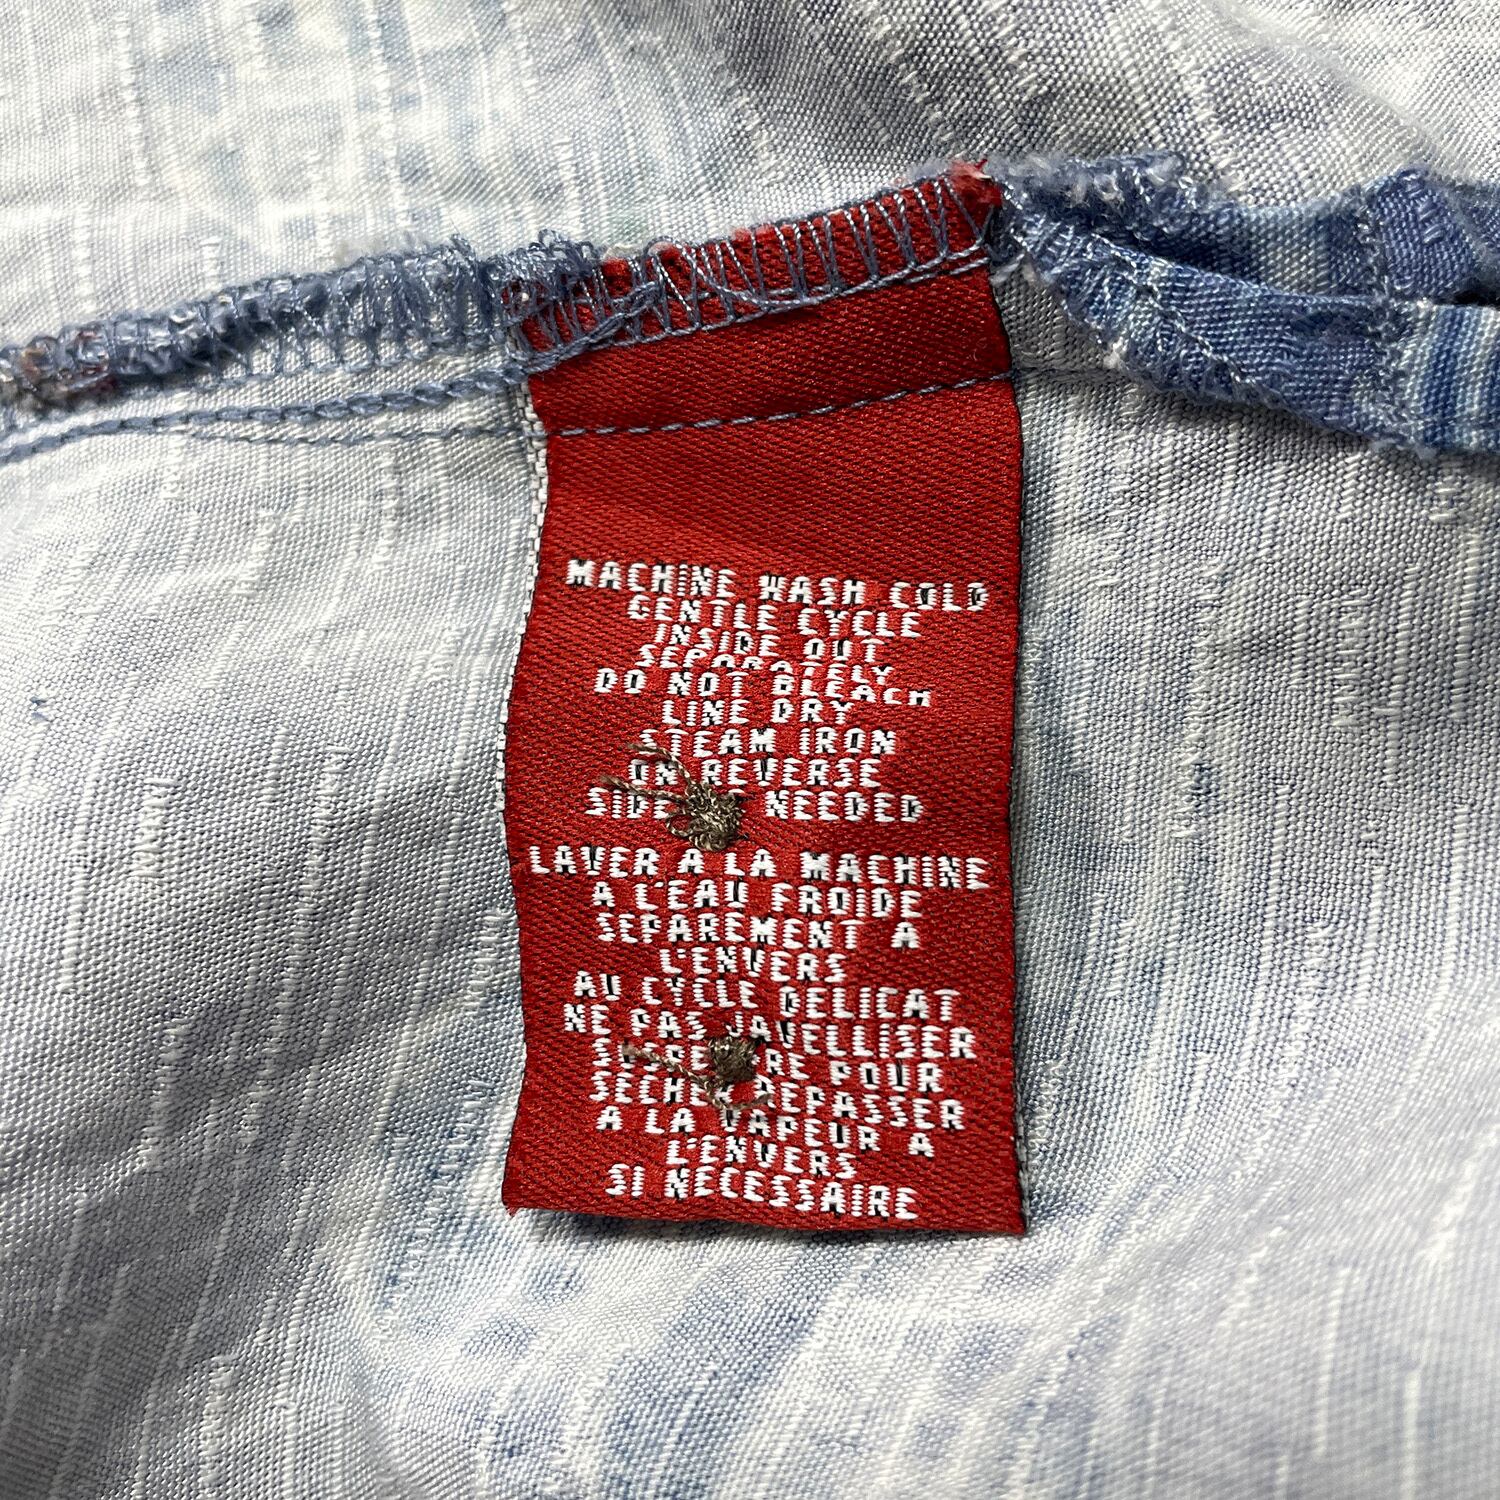 MACHINE WASH COLD
GENTLE CYCLE
INSIDE OUT
SEPARATELY
DO NOT BLEACH
LINE DRY
STEAM IRON
ON REVERSE
SIDE NEEDED
LAVER A LA MACHINE
A L'EAU FROIDE
SEPAREMENT A
L'ENVERS
AU CYCLE DELICAT
NE PAS JAVELLISER
POUR
SECHER REPASSER
A LA VAPEUR A
L'ENVERS
SI NECESSAIRE